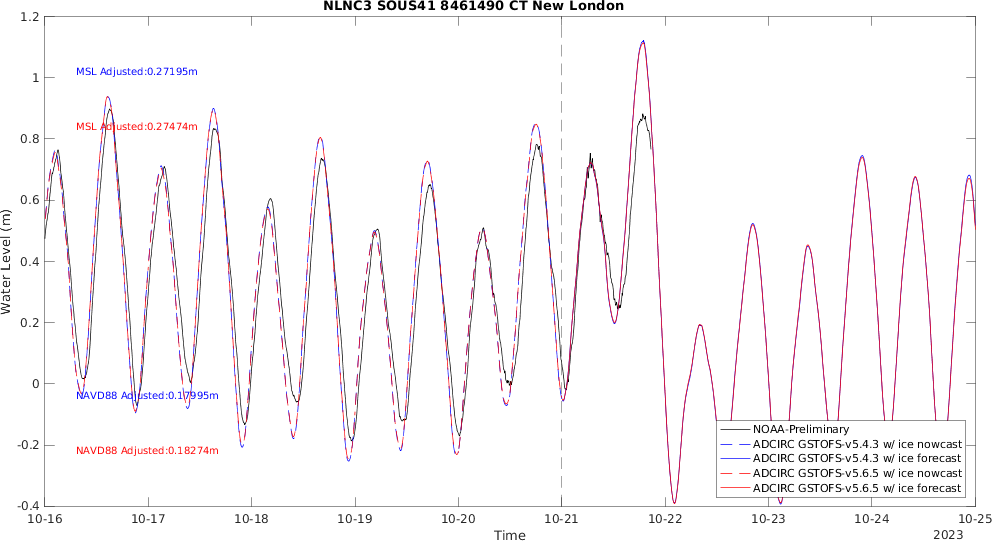 NLNC3 SOUS41 8461490 CT New London
1.2
1
0.8
0.6
0.4
0.2
0
-0.2
-0.4
Water Level (m)
MSL Adjusted:0.27195m
MSL Adjusted:0.27474m
NAVD88 Adjusted:0.17995m
NAVD88 Adjusted:0.18274m
NOAA-Preliminary
ADCIRC GSTOFS-v5.4.3 w/ ice nowcast
ADCIRC GSTOFS-v5.4.3 w/ ice forecast
ADCIRC GSTOFS-v5.6.5 w/ ice nowcast
ADCIRC GSTOFS-v5.6.5 w/ ice forecast
10-16 10-17 10-18 10-19 10-20 10-21 10-22 10-23 10-24 10-25
Time
2023